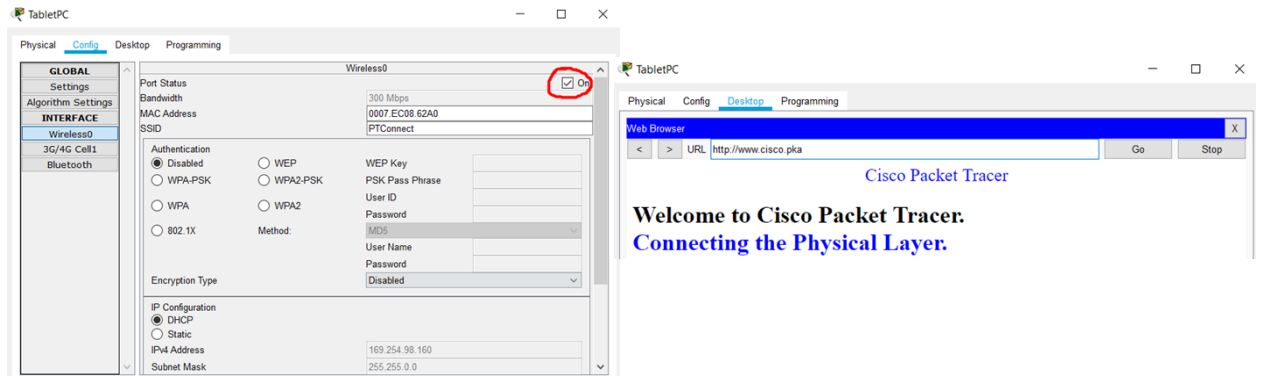 TabletPC
Physical Config Desktop Programming
GLOBAL
Settings
Algorithm Settings
INTERFACE
Wireless0
3G/4G Cell1
Bluetooth
Wireless0
Port Status On
Bandwidth 300 Mbps
MAC Address 0007.EC08.62A0
SSID PTConnect
Authentication
Disabled WEP WEP Key
WPA-PSK WPA2-PSK PSK Pass Phrase
User ID
WPA WPA2
Password
802.1X Method: MD5
User Name
Password
Encryption Type Disabled
IP Configuration
DHCP
Static
IPv4 Address 169.254.98.160
Subnet Mask 255.255.0.0
TabletPC
Physical Config Desktop Programming
Web Browser X
< > URL http://www.cisco.pka Go Stop
Cisco Packet Tracer
Welcome to Cisco Packet Tracer.
Connecting the Physical Layer.